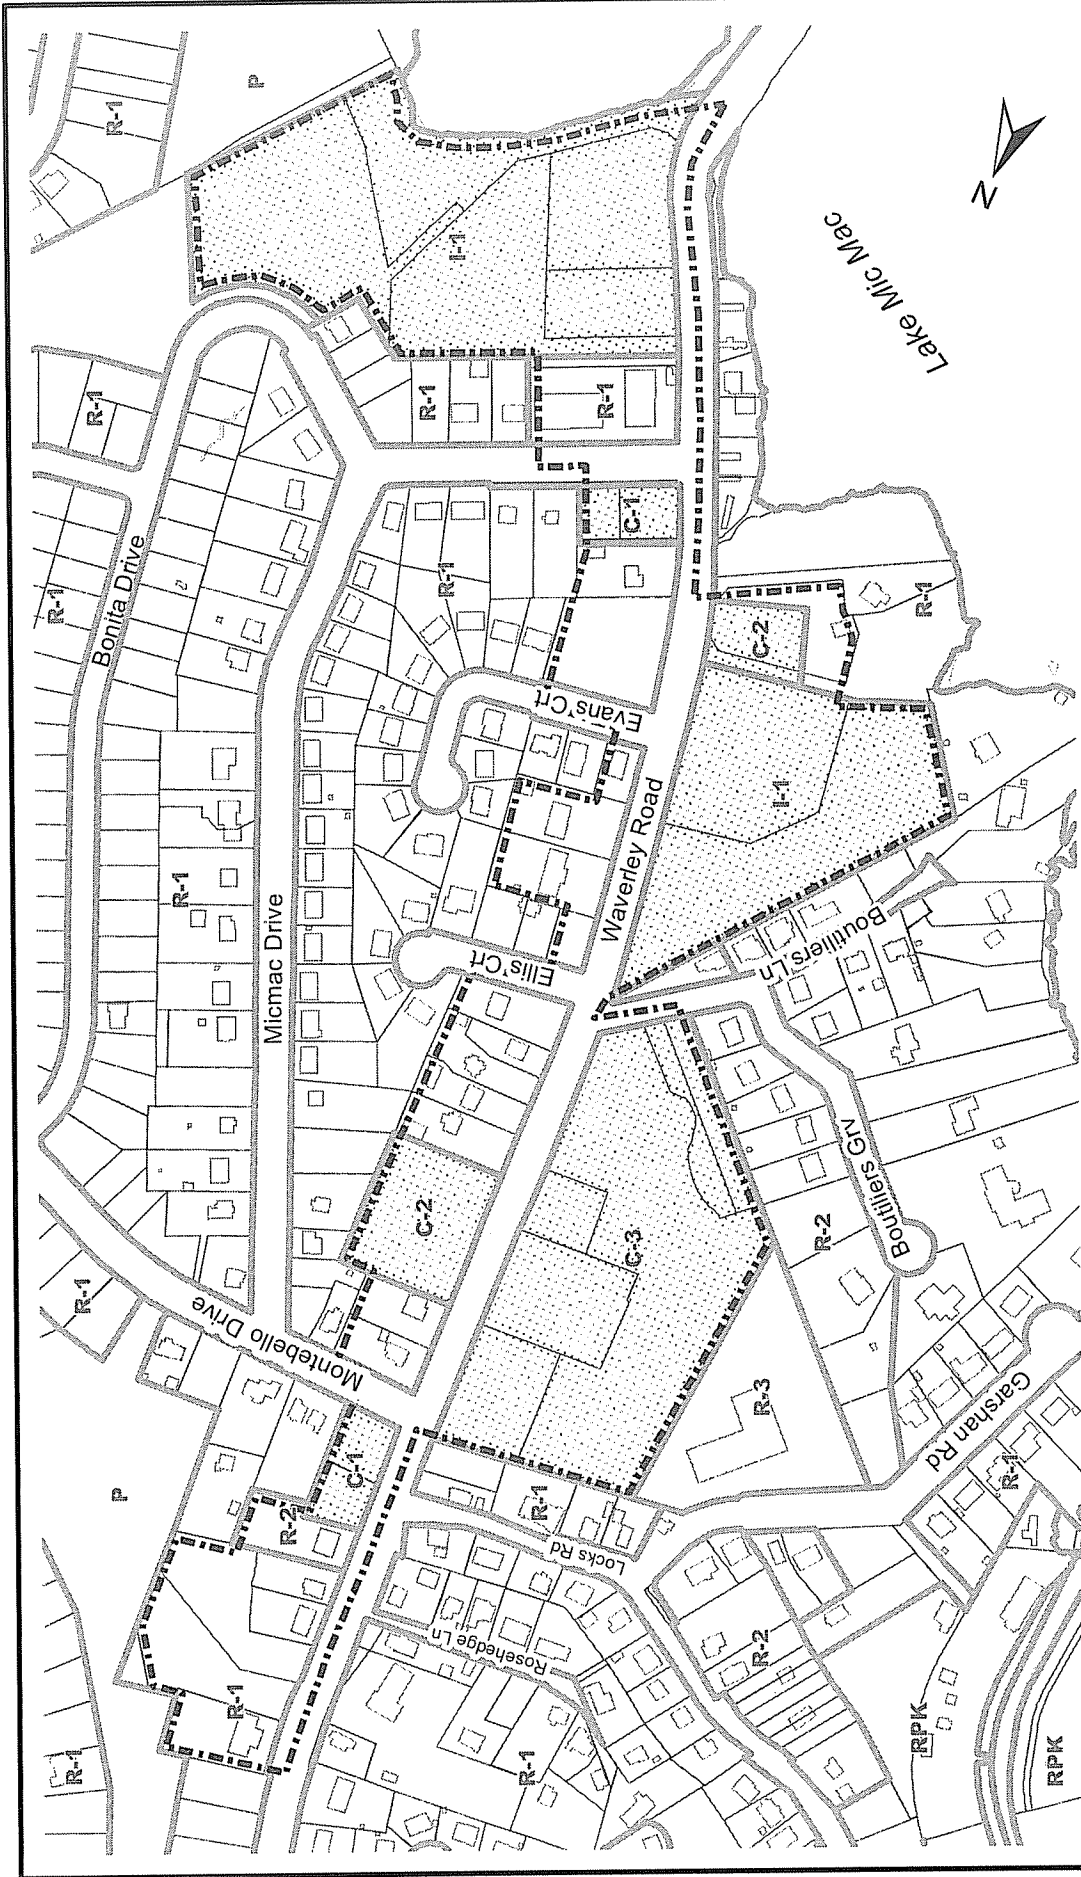 R-1
P
R-1
I-1
N
Lake Mic Mac
R-1
R-1
R-1
C-1
R-1
Bonita Drive
R-1
R-1
C-2
Evans Crt
I-1
Waverley Road
R-1
Micmac Drive
Ellis Crt
Boutiliers Ln
C-2
C-3
R-2
Boutiliers Grv
R-1
Montebello Drive
R-3
Garshan Rd
R-1
P
C-1
R-2
R-1
Locks Rd
Rosehedge Ln
R-2
R-1
R-1
R-1
RPK
RPK